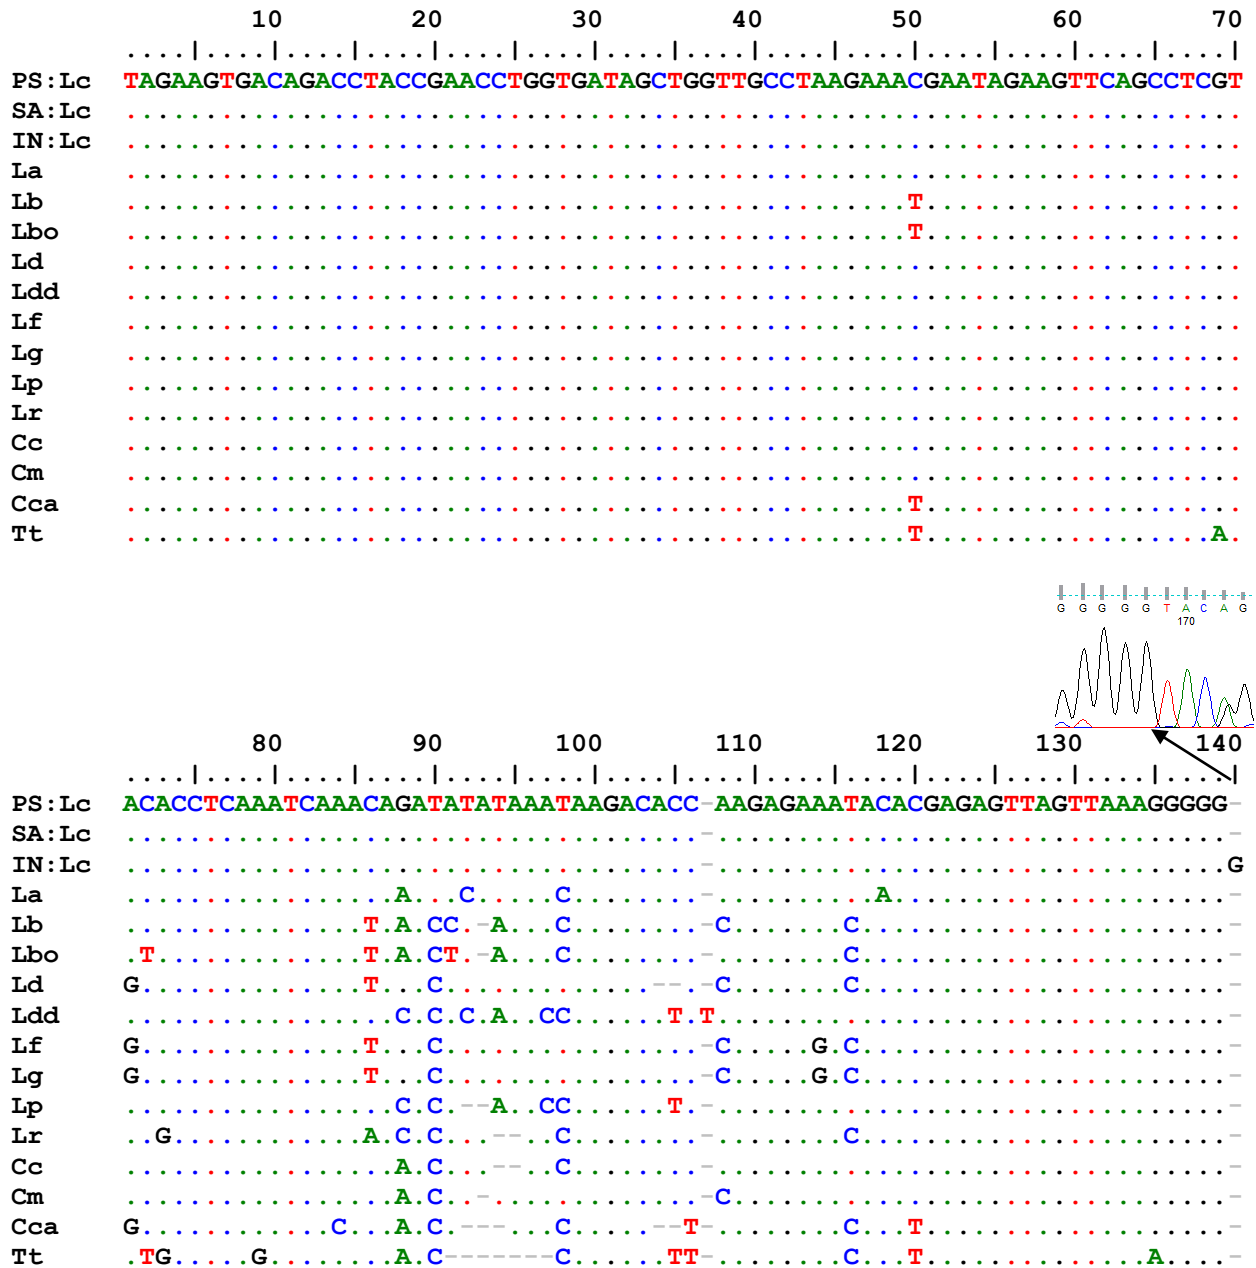 10 20 30 40 50 60 70
PS:Lc TAGAAGTGACAGACCTACCGAACCTGGTGATAGCTGGTTGCCTAAGAAACGAATAGAAGTTCAGCCTCGT
SA:Lc ......................................................................
IN:Lc ......................................................................
La ......................................................................
Lb .................................................T....................
Lbo .................................................T....................
Ld ......................................................................
Ldd ......................................................................
Lf ......................................................................
Lg ......................................................................
Lp ......................................................................
Lr ......................................................................
Cc ......................................................................
Cm ......................................................................
Cca .................................................T....................
Tt .................................................T..................A.
G G G G G T A C A G
170
80 90 100 110 120 130 140
PS:Lc ACACCTCAAATCAAACAGATATATAAATAAGACACC-AAGAGAAATACACGAGAGTTAGTTAAAGGGGG-
SA:Lc ....................................-................................-
IN:Lc ....................................-................................G
La .................A...C.....C........-..........A.....................-
Lb ...............T.A.CC.-A...C........-C.......C.......................-
Lbo .T.............T.A.CT.-A...C........-........C.......................-
Ld G..............T...C.............--.-C.......C.......................-
Ldd .................C.C.C.A..CC......T.T................................-
Lf G..............T...C................-C.....G.C.......................-
Lg G..............T...C................-C.....G.C.......................-
Lp .................C.C.--A..CC......T.-................................-
Lr ..G............A.C.C...--..C........-........C.......................-
Cc .................A.C...--..C........-................................-
Cm .................A.C..-.............-C...............................-
Cca G............C...A.C.---...C.....--T-........C...T...................-
Tt .TG.....G........A.C-------C......TT-........C...T..............A....-